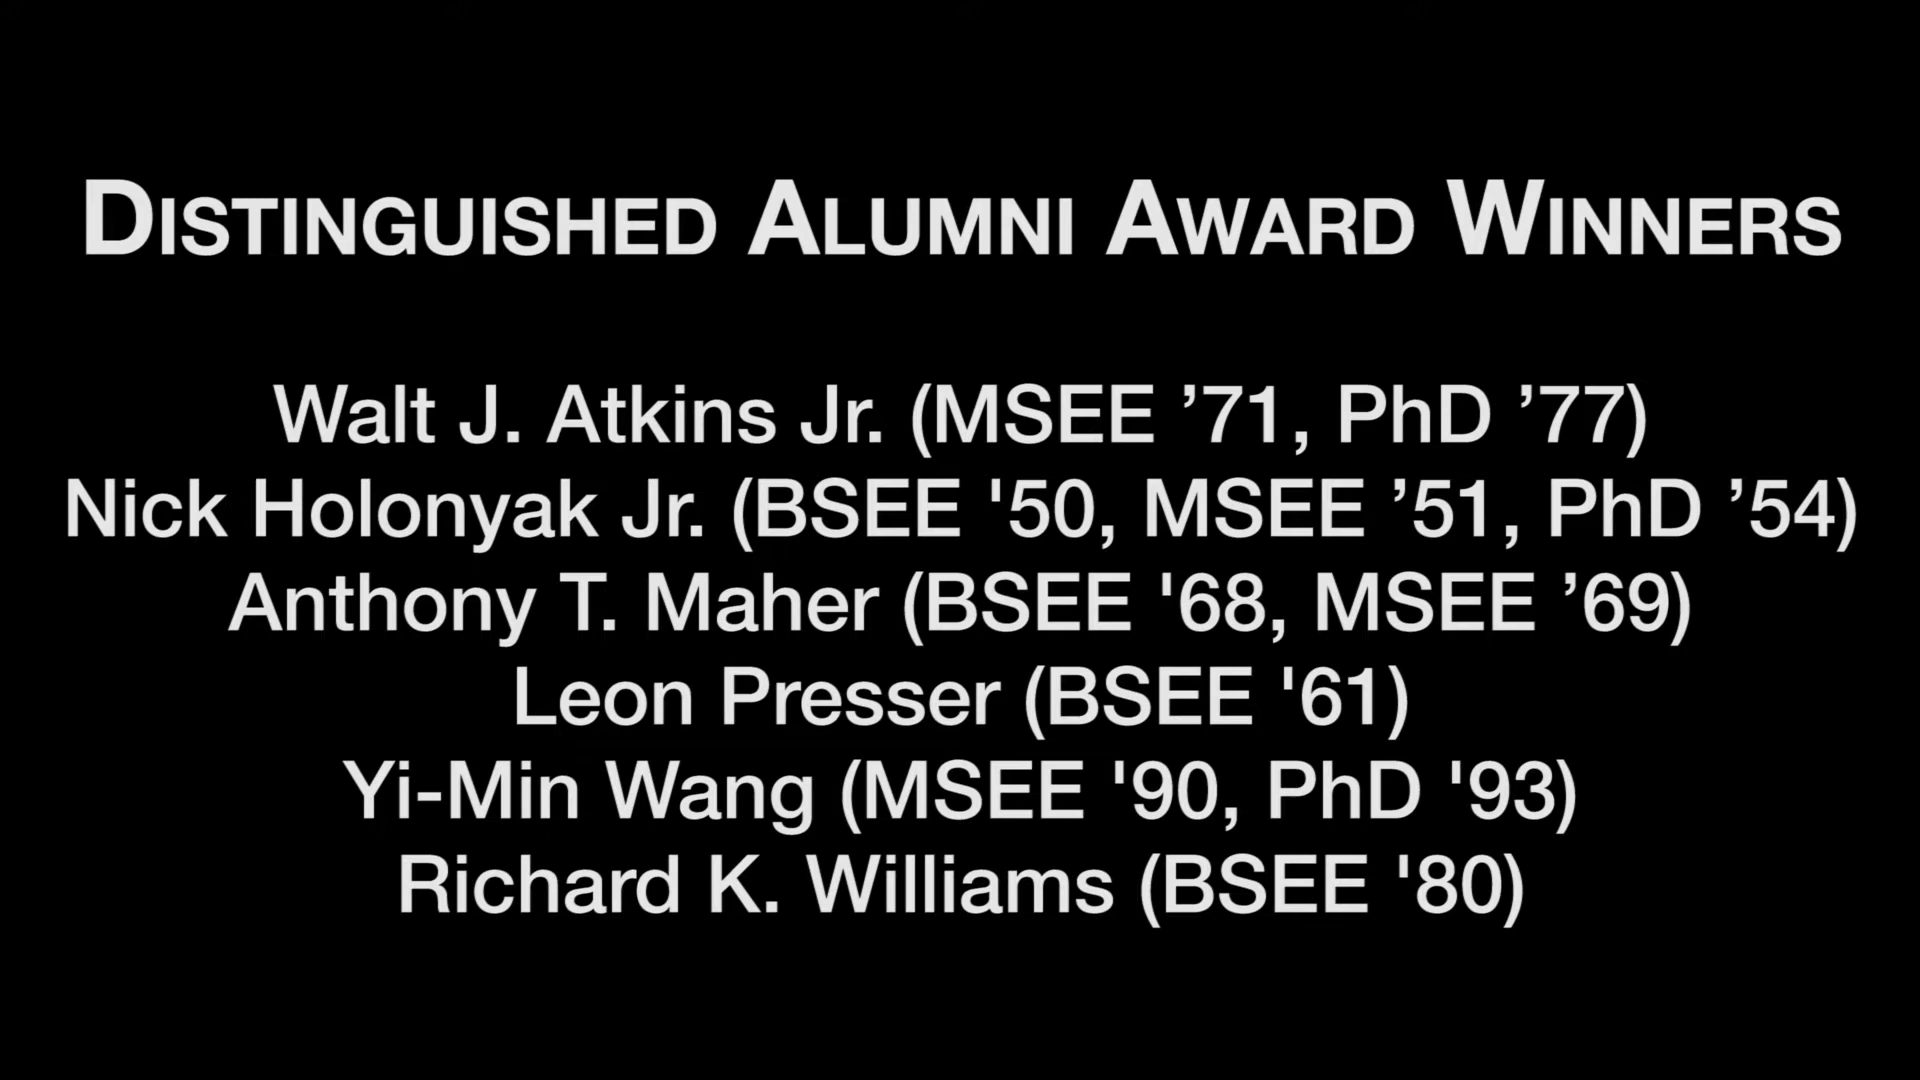 DISTINGUISHED ALUMNI AWARD WINNERS
Walt J. Atkins Jr. (MSEE ’71, PhD ’77)
Nick Holonyak Jr. (BSEE '50, MSEE ’51, PhD ’54)
Anthony T. Maher (BSEE '68, MSEE ’69)
Leon Presser (BSEE '61)
Yi-Min Wang (MSEE '90, PhD '93)
Richard K. Williams (BSEE '80)